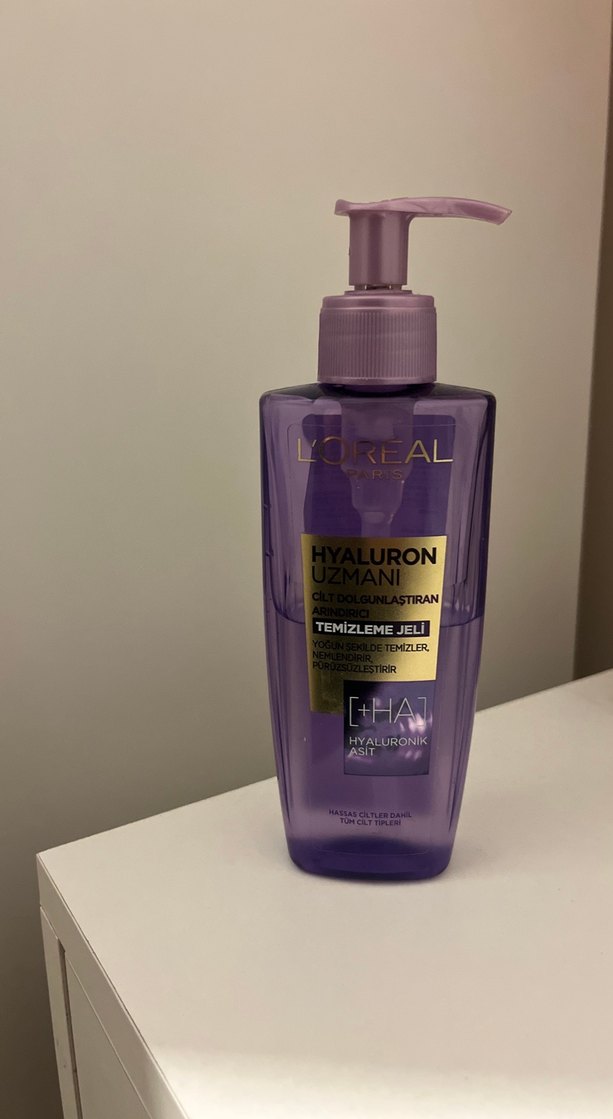 L'ORÉAL
PARIS
HYALURON
UZMANI
CİLT DOLGUNLAŞTIRAN
ARINDIRICI
TEMİZLEME JELİ
YOĞUN ŞEKİLDE TEMİZLER,
NEMLENDİRİR,
PÜRÜZSÜZLEŞTİRİR
[+HA]
HYALURONİK
ASİT
HASSAS CİLTLER DAHİL
TÜM CİLT TİPLERİ